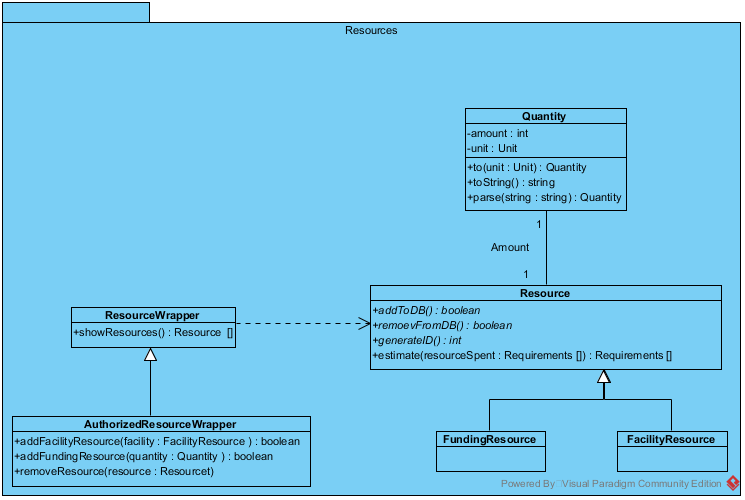 Resources
Quantity
-amount : int
-unit : Unit
+to(unit : Unit) : Quantity
+toString() : string
+parse(string : string) : Quantity
1
Amount
1
Resource
+addToDB() : boolean
+remoevFromDB() : boolean
+generateID() : int
+estimate(resourceSpent : Requirements []) : Requirements []
ResourceWrapper
+showResources() : Resource []
AuthorizedResourceWrapper
+addFacilityResource(facility : FacilityResource ) : boolean
+addFundingResource(quantity : Quantity ) : boolean
+removeResource(resource : Resourcet)
FundingResource
FacilityResource
Powered By Visual Paradigm Community Edition